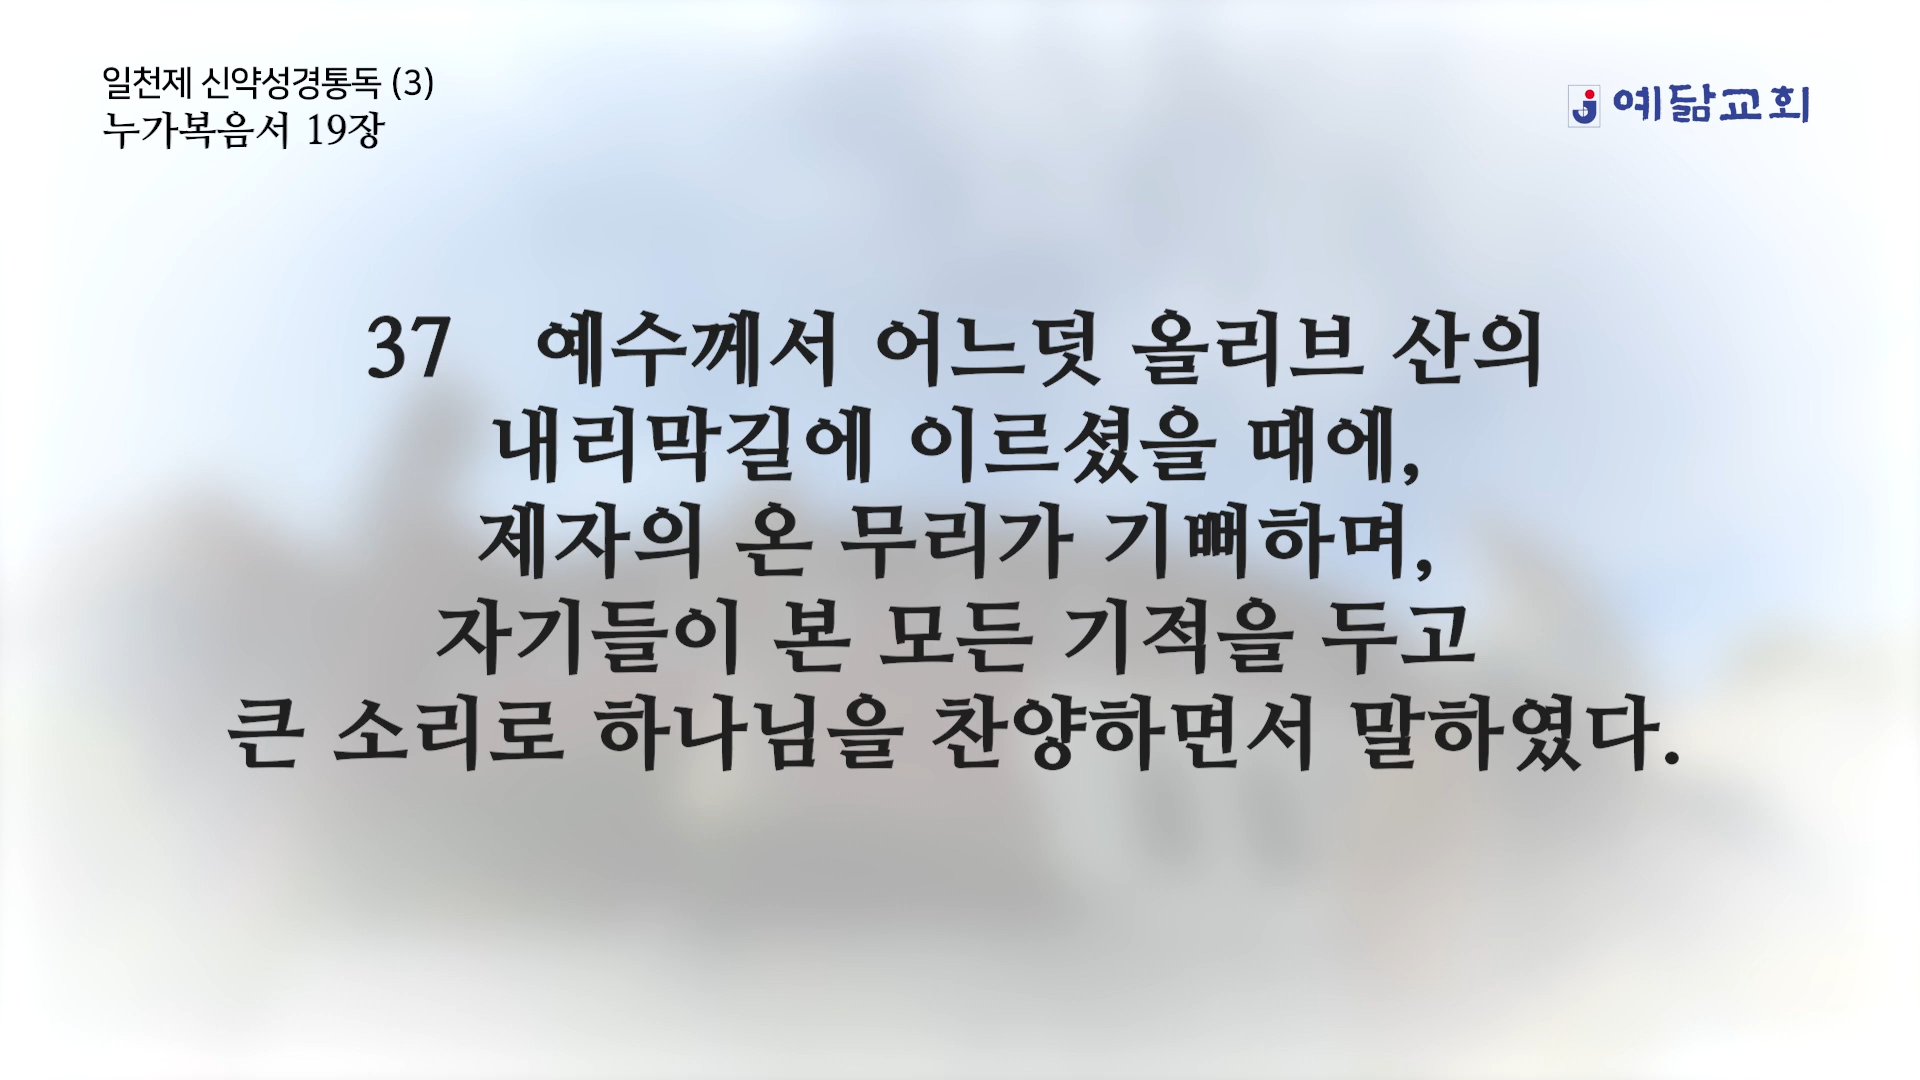 일천제 신약성경통독 (3)
누가복음서 19장
예닮교회
37 예수께서 어느덧 올리브 산의
내리막길에 이르셨을 때에,
제자의 온 무리가 기뻐하며,
자기들이 본 모든 기적을 두고
큰 소리로 하나님을 찬양하면서 말하였다.